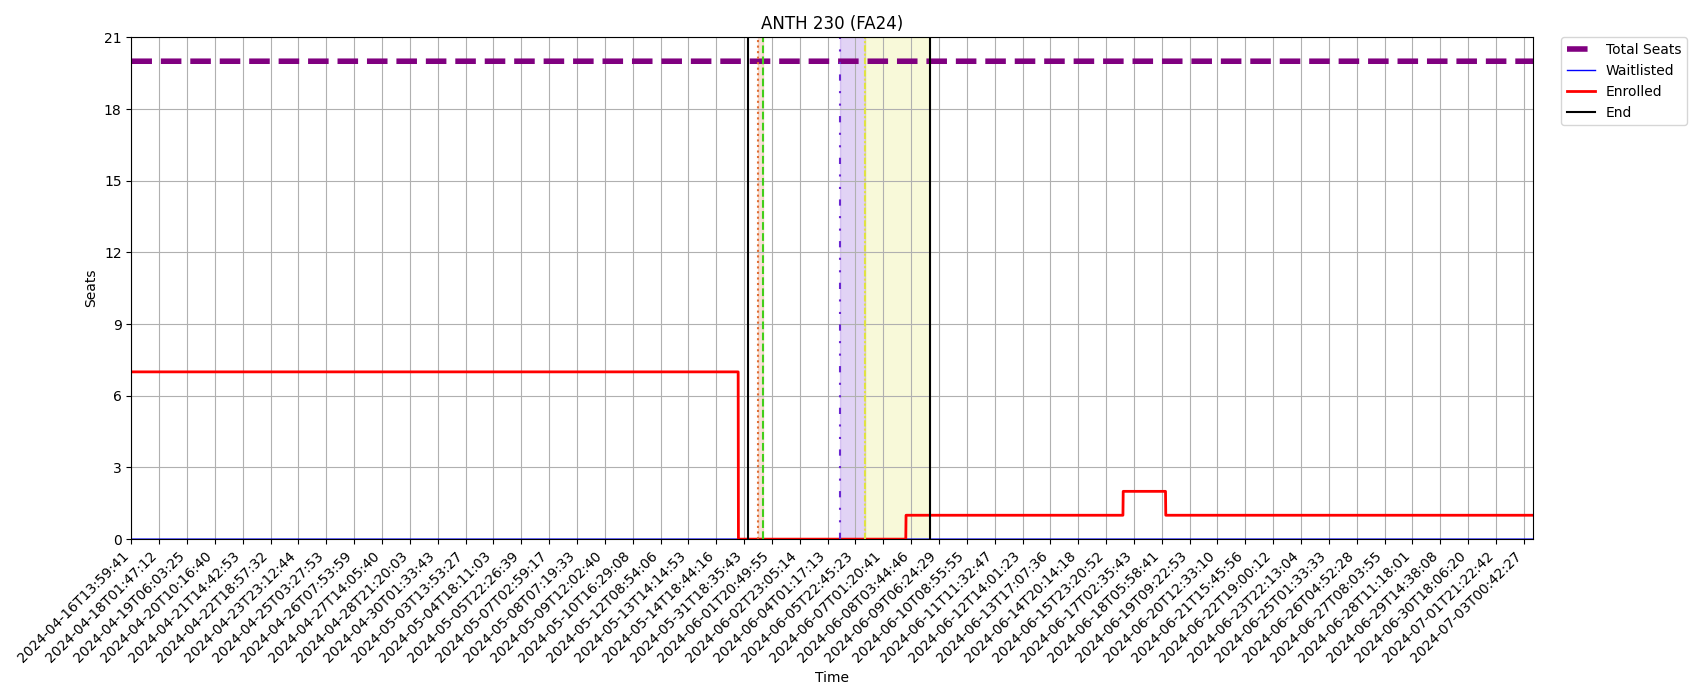 ANTH 230 (FA24)
21
18
15
12
9
6
3
0
Seats
Total Seats
Waitlisted
Enrolled
End
2024-04-16T13:59:41
2024-04-18T01:47:12
2024-04-19T06:03:25
2024-04-20T10:16:40
2024-04-21T14:42:53
2024-04-22T18:57:32
2024-04-23T23:12:44
2024-04-25T03:27:53
2024-04-26T07:53:59
2024-04-27T14:05:40
2024-04-28T21:20:03
2024-04-30T01:33:43
2024-05-03T13:53:27
2024-05-04T18:11:03
2024-05-05T22:26:39
2024-05-07T02:59:17
2024-05-08T07:19:33
2024-05-09T12:02:40
2024-05-10T16:29:08
2024-05-12T08:54:06
2024-05-13T14:14:53
2024-05-14T18:44:16
2024-05-31T18:35:43
2024-06-01T20:49:55
2024-06-02T23:05:14
2024-06-04T01:17:13
2024-06-05T22:45:23
2024-06-07T01:20:41
2024-06-08T03:44:46
2024-06-09T06:24:29
2024-06-10T08:55:55
2024-06-11T11:32:47
2024-06-12T14:01:23
2024-06-13T17:07:36
2024-06-14T20:14:18
2024-06-15T23:20:52
2024-06-17T02:35:43
2024-06-18T05:58:41
2024-06-19T09:22:53
2024-06-20T12:33:10
2024-06-21T15:45:56
2024-06-22T19:00:12
2024-06-23T22:13:04
2024-06-25T01:33:33
2024-06-26T04:52:28
2024-06-27T08:03:55
2024-06-28T11:18:01
2024-06-29T14:38:08
2024-06-30T18:06:20
2024-07-01T21:22:42
2024-07-03T00:42:27
Time